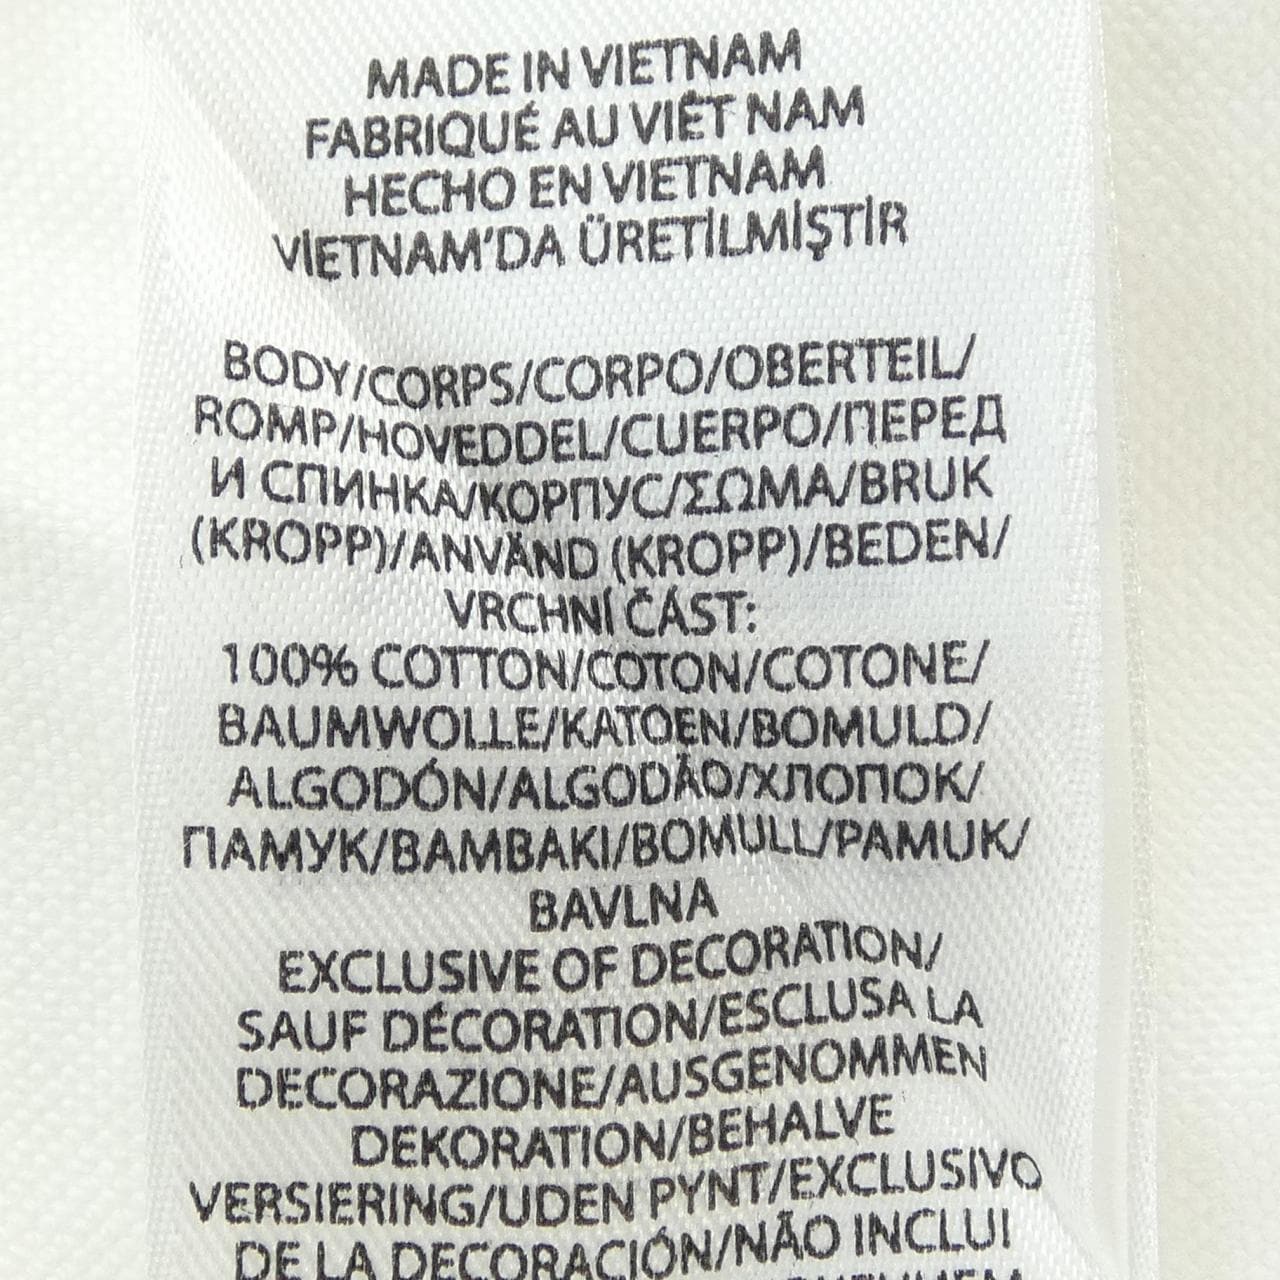 MADE IN VIETNAM
FABRIQUÉ AU VIÊT NAM
HECHO EN VIETNAM
VİETNAM'DA ÜRETİLMİŞTİR
BODY/CORPS/CORPO/OBERTEIL/
ROMP/HOVEDDEL/CUERPO/ПЕРЕД
И СПИНКА/КОРПУС/ΣΩΜΑ/BRUK
(KROPP)/ANVÄND (KROPP)/BEDEN/
VRCHNÍ ČÁST:
100% COTTON/COTON/COTONE/
BAUMWOLLE/KATOEN/BOMULD/
ALGODÓN/ALGODÃO/ХЛОПОК/
ПАМУК/ΒΑΜΒΑΚΙ/BOMULL/PAMUK/
BAVLNA
EXCLUSIVE OF DECORATION/
SAUF DÉCORATION/ESCLUSA LA
DECORAZIONE/AUSGENOMMEN
DEKORATION/BEHALVE
VERSIERING/UDEN PYNT/EXCLUSIVO
DE LA DECORACIÓN/NÃO INCLUI